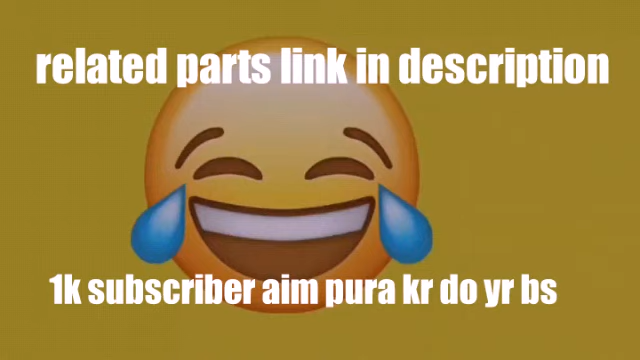 related parts link in description
1k subscriber aim pura kr do yr bs